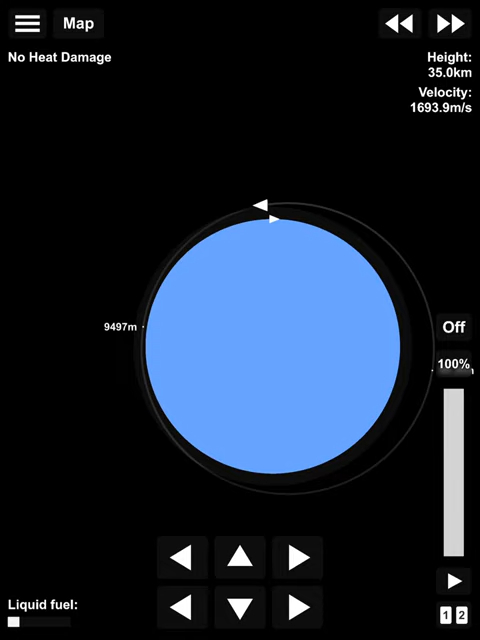 Map
No Heat Damage
Height:
35.0km
Velocity:
1693.9m/s
9497m
Off
100%
Liquid fuel:
1 2